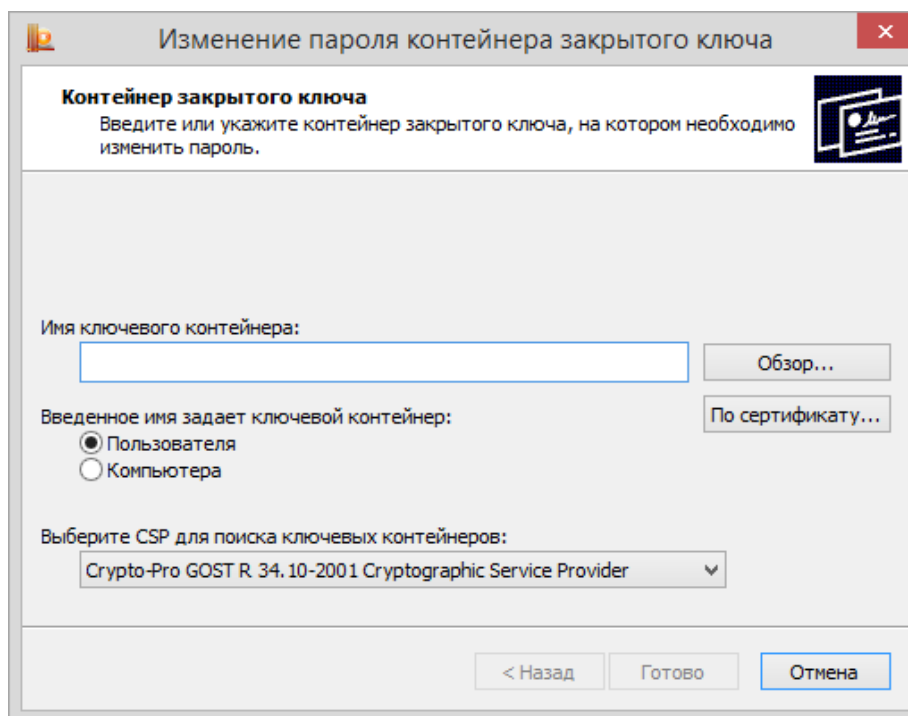 Изменение пароля контейнера закрытого ключа
Контейнер закрытого ключа
Введите или укажите контейнер закрытого ключа, на котором необходимо
изменить пароль.
Имя ключевого контейнера:
Обзор...
Введенное имя задает ключевой контейнер:
По сертификату...
Пользователя
Компьютера
Выберите CSP для поиска ключевых контейнеров:
Crypto-Pro GOST R 34.10-2001 Cryptographic Service Provider
< Назад
Готово
Отмена